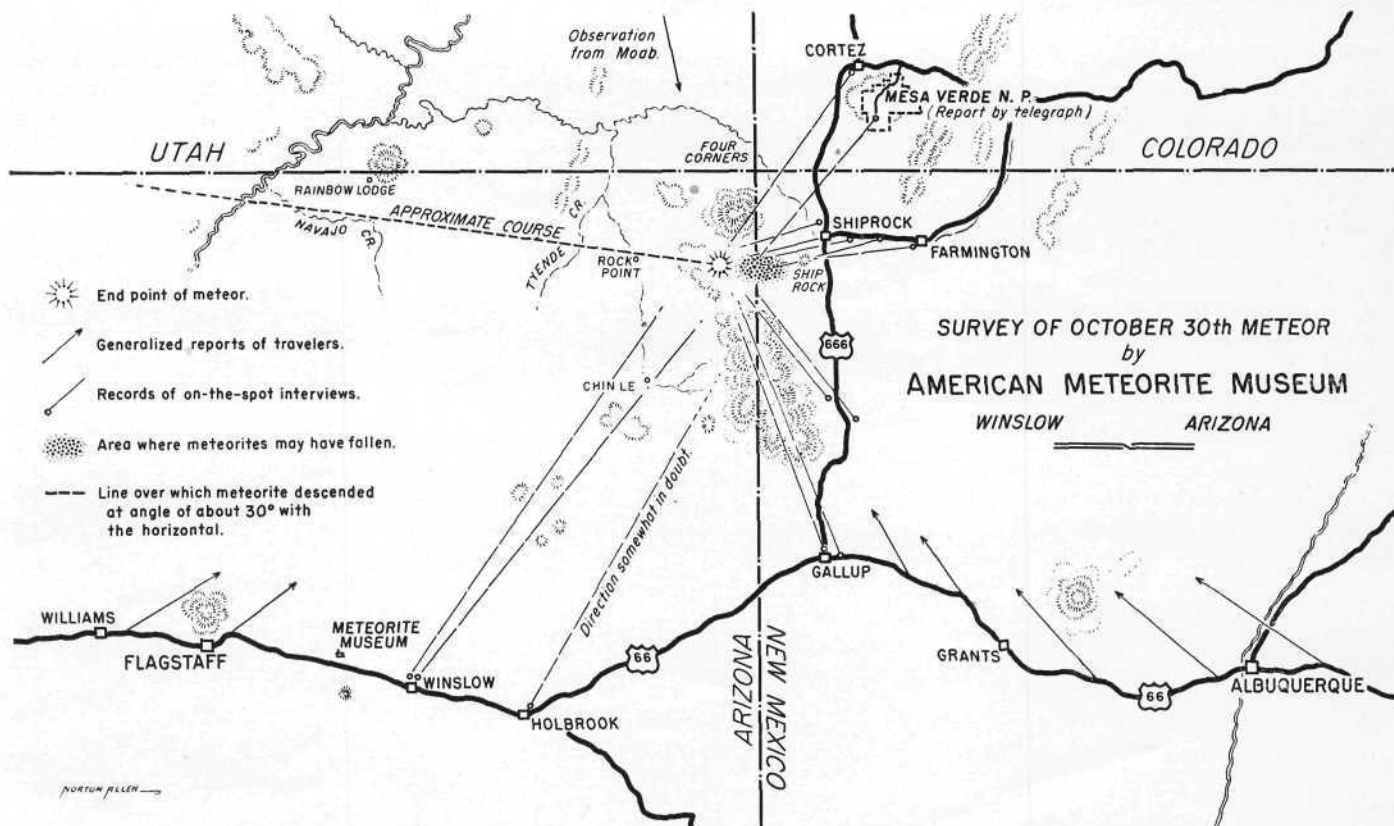 Observation
from Moab.
CORTEZ
MESA VERDE N. P.
(Report by telegraph)
UTAH
FOUR
CORNERS
COLORADO
RAINBOW LODGE
APPROXIMATE COURSE
NAVAJO
CR.
TYENDE CR.
ROCK
POINT
SHIPROCK
FARMINGTON
SHIP
ROCK
End point of meteor.
Generalized reports of travelers.
Records of on-the-spot interviews.
Area where meteorites may have fallen.
Line over which meteorite descended
at angle of about 30° with
the horizontal.
666
SURVEY OF OCTOBER 30th METEOR
by
AMERICAN METEORITE MUSEUM
WINSLOW ARIZONA
CHIN LE
Direction somewhat in doubt.
GALLUP
WILLIAMS
FLAGSTAFF
METEORITE
MUSEUM
WINSLOW
HOLBROOK
66
ARIZONA
NEW MEXICO
GRANTS
66
ALBUQUERQUE
NORTON ALLEN